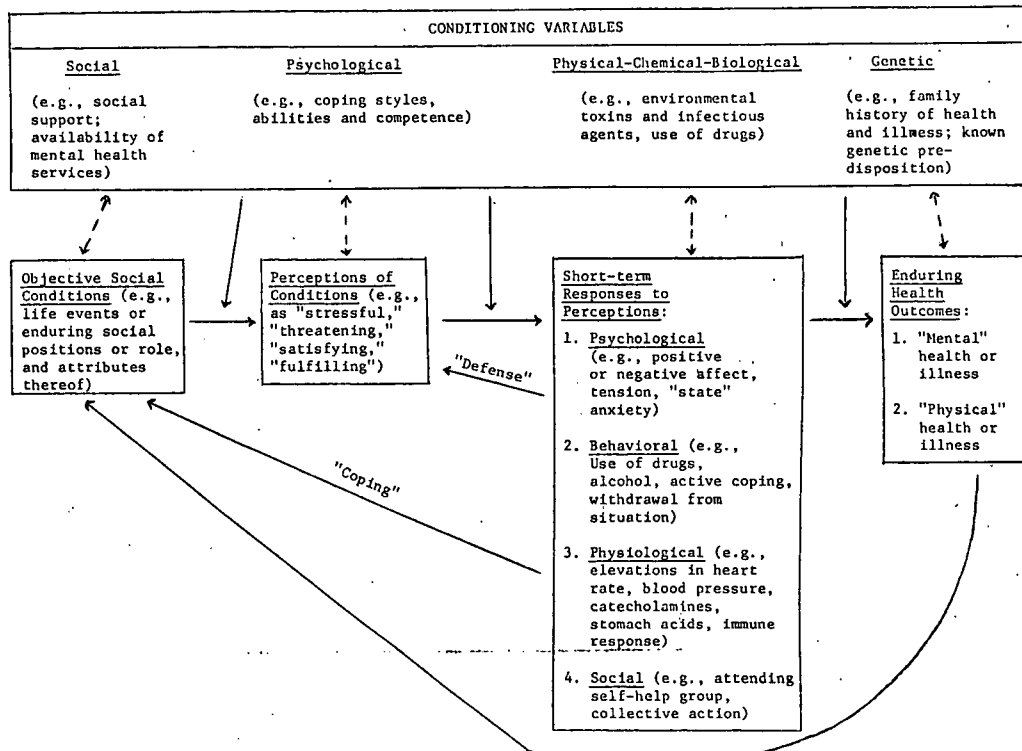 CONDITIONING VARIABLES
Social
(e.g., social
support;
availability of
mental health
services)
Psychological
(e.g., coping styles,
abilities and competence)
Physical-Chemical-Biological
(e.g., environmental
toxins and infectious
agents, use of drugs)
Genetic
(e.g., family
history of health
and illness; known
genetic pre-
disposition)
Objective Social
Conditions (e.g.,
life events or
enduring social
positions or role,
and attributes
thereof)
Perceptions of
Conditions (e.g.,
as "stressful,"
"threatening,"
"satisfying,"
"fulfilling")
Short-term
Responses to
Perceptions:
1. Psychological
(e.g., positive
or negative affect,
tension, "state"
anxiety)
2. Behavioral (e.g.,
Use of drugs,
alcohol, active coping,
withdrawal from
situation)
3. Physiological (e.g.,
elevations in heart
rate, blood pressure,
catecholamines,
stomach acids, immune
response)
4. Social (e.g., attending
self-help group,
collective action)
Enduring
Health
Outcomes:
1. "Mental"
health or
illness
2. "Physical"
health or
illness
"Defense"
"Coping"